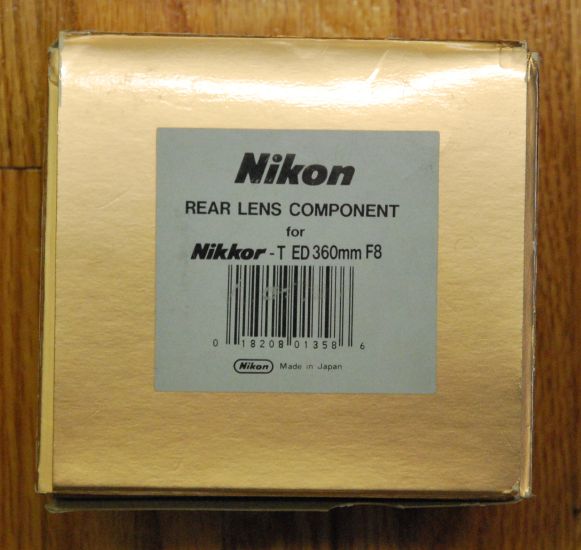 Nikon
REAR LENS COMPONENT
for
Nikkor - T ED 360mm F8
0 18208 01358 6
Nikon Made in Japan